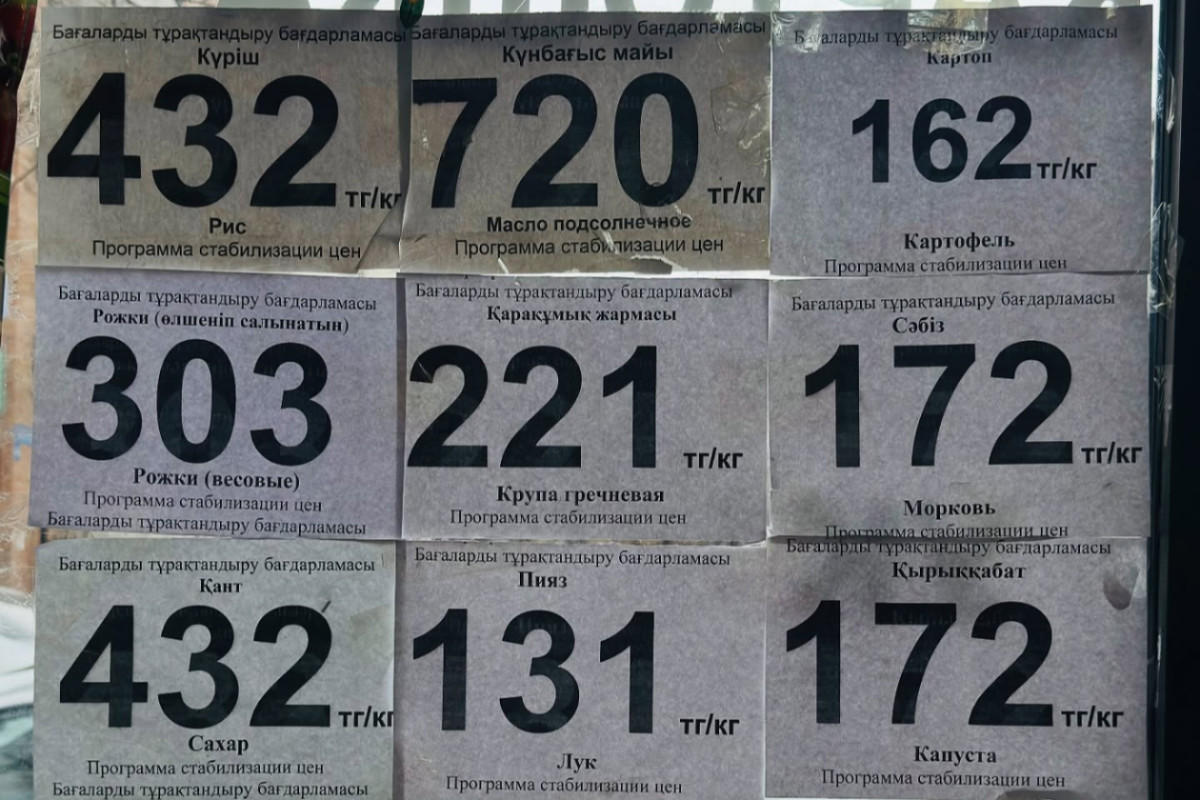 Бағаларды тұрақтандыру бағдарламасы
Күріш
432 тг/кг
Рис
Программа стабилизации цен
Бағаларды тұрақтандыру бағдарламасы
Күнбағыс майы
720 тг/кг
Масло подсолнечное
Программа стабилизации цен
Бағаларды тұрақтандыру бағдарламасы
Картоп
162 тг/кг
Картофель
Программа стабилизации цен
Бағаларды тұрақтандыру бағдарламасы
Рожки (өлшеніп салынатын)
303
Рожки (весовые)
Программа стабилизации цен
Бағаларды тұрақтандыру бағдарламасы
Бағаларды тұрақтандыру бағдарламасы
Қарақұмық жармасы
221 тг/кг
Крупа гречневая
Программа стабилизации цен
Бағаларды тұрақтандыру бағдарламасы
Сәбіз
172 тг/кг
Морковь
Программа стабилизации цен
Бағаларды тұрақтандыру бағдарламасы
Қант
432 тг/кг
Сахар
Программа стабилизации цен
Бағаларды тұрақтандыру бағдарламасы
Бағаларды тұрақтандыру бағдарламасы
Пияз
131 тг/кг
Лук
Программа стабилизации цен
Бағаларды тұрақтандыру бағдарламасы
Қырыққабат
172 тг/кг
Капуста
Программа стабилизации цен